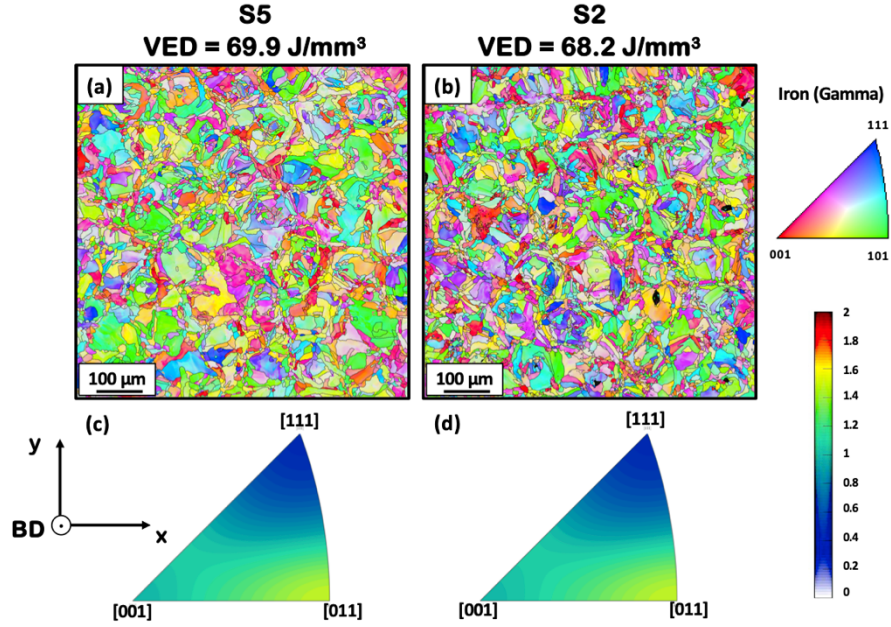 S5
VED = 69.9 J/mm³
S2
VED = 68.2 J/mm³
(a)
(b)
100 µm
100 µm
Iron (Gamma)
111
001
101
2
1.8
1.6
1.4
1.2
1
0.8
0.6
0.4
0.2
0
(c)
[111]
[001]
[011]
(d)
[111]
[001]
[011]
y
BD
x